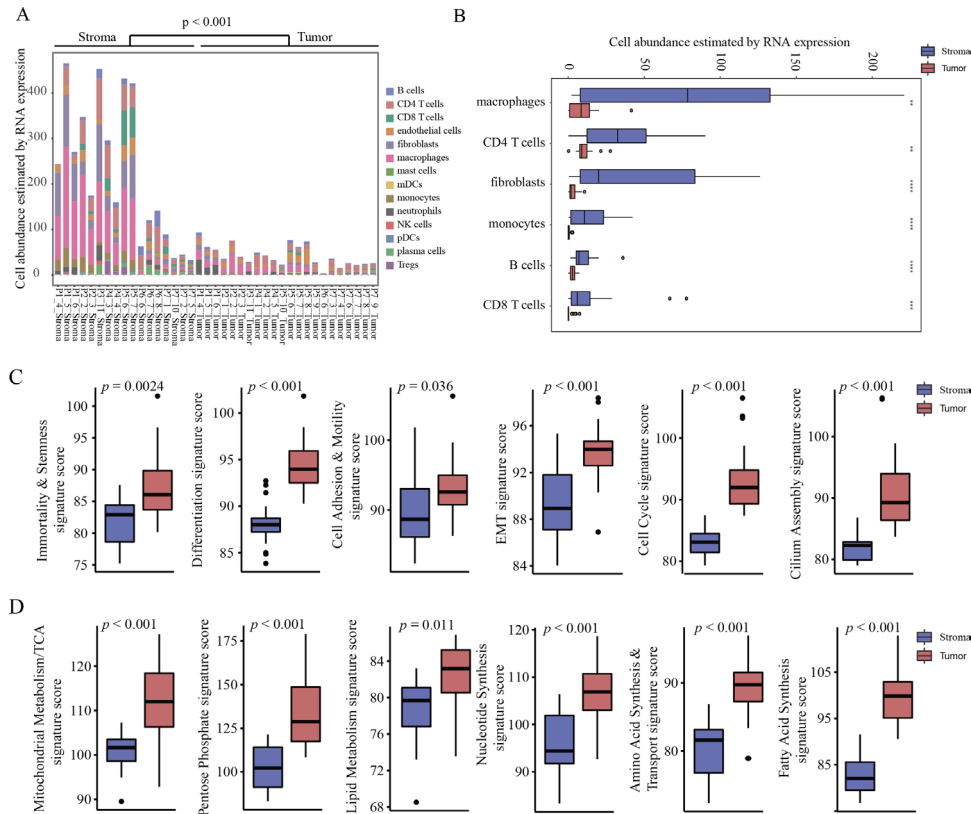 A
p < 0.001
Stroma
Tumor
Cell abundance estimated by RNA expression
400
300
200
100
0
B cells
CD4 T cells
CD8 T cells
endothelial cells
fibroblasts
macrophages
mast cells
mDCs
monocytes
neutrophils
NK cells
pDCs
plasma cells
Tregs
B
Cell abundance estimated by RNA expression
0
50
100
150
200
Stroma
Tumor
macrophages
CD4 T cells
fibroblasts
monocytes
B cells
CD8 T cells
C
p = 0.0024
Immortality & Stemness
signature score
100
95
90
85
80
75
p < 0.001
Differentiation signature score
100
95
90
85
p = 0.036
Cell Adhesion & Motility
signature score
100
90
p < 0.001
EMT signature score
96
92
88
84
p < 0.001
Cell Cycle signature score
100
90
80
p < 0.001
Cilium Assembly signature score
100
90
80
Stroma
Tumor
D
p < 0.001
Mitochondrial Metabolism/TCA
signature score
120
110
100
90
p < 0.001
Pentose Phosphate signature score
175
150
125
100
p = 0.011
Lipid Metabolism signature score
84
80
76
72
68
p < 0.001
Nucleotide Synthesis
signature score
120
110
100
90
p < 0.001
Amino Acid Synthesis &
Transport signature score
90
80
p < 0.001
Fatty Acid Synthesis
signature score
105
95
85
Stroma
Tumor